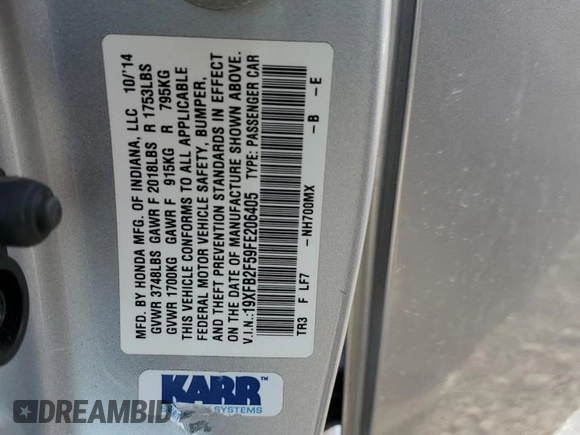 MFD. BY HONDA MFG. OF INDIANA, LLC 10/'14
GVWR 3748LBS GAWR F 2018LBS R 1753LBS
GVWR 1700KG GAWR F 915KG R 795KG
THIS VEHICLE CONFORMS TO ALL APPLICABLE
FEDERAL MOTOR VEHICLE SAFETY, BUMPER,
AND THEFT PREVENTION STANDARDS IN EFFECT
ON THE DATE OF MANUFACTURE SHOWN ABOVE.
V.I.N.:19XFB2F59FE206405 TYPE: PASSENGER CAR
TR3 F LF7 -NH700MX -B -E
KARR™
SYSTEMS
DREAMBID